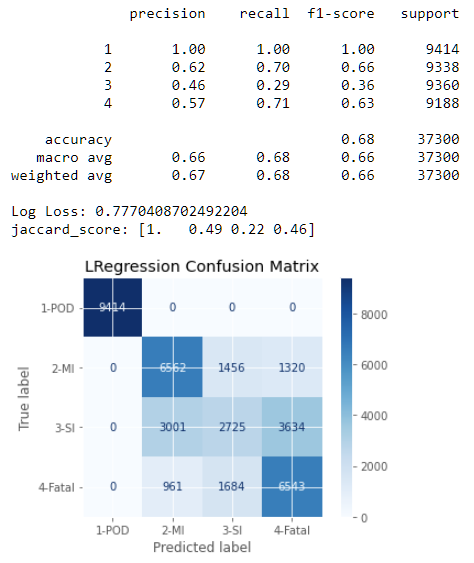 precision recall f1-score support
1 1.00 1.00 1.00 9414
2 0.62 0.70 0.66 9338
3 0.46 0.29 0.36 9360
4 0.57 0.71 0.63 9188
accuracy 0.68 37300
macro avg 0.66 0.68 0.66 37300
weighted avg 0.67 0.68 0.66 37300
Log Loss: 0.7770408702492204
jaccard_score: [1. 0.49 0.22 0.46]
LRegression Confusion Matrix
1-POD 9414 0 0 0
2-MI 0 6562 1456 1320
3-SI 0 3001 2725 3634
4-Fatal 0 961 1684 6543
1-POD 2-MI 3-SI 4-Fatal
Predicted label
True label
8000
6000
4000
2000
0